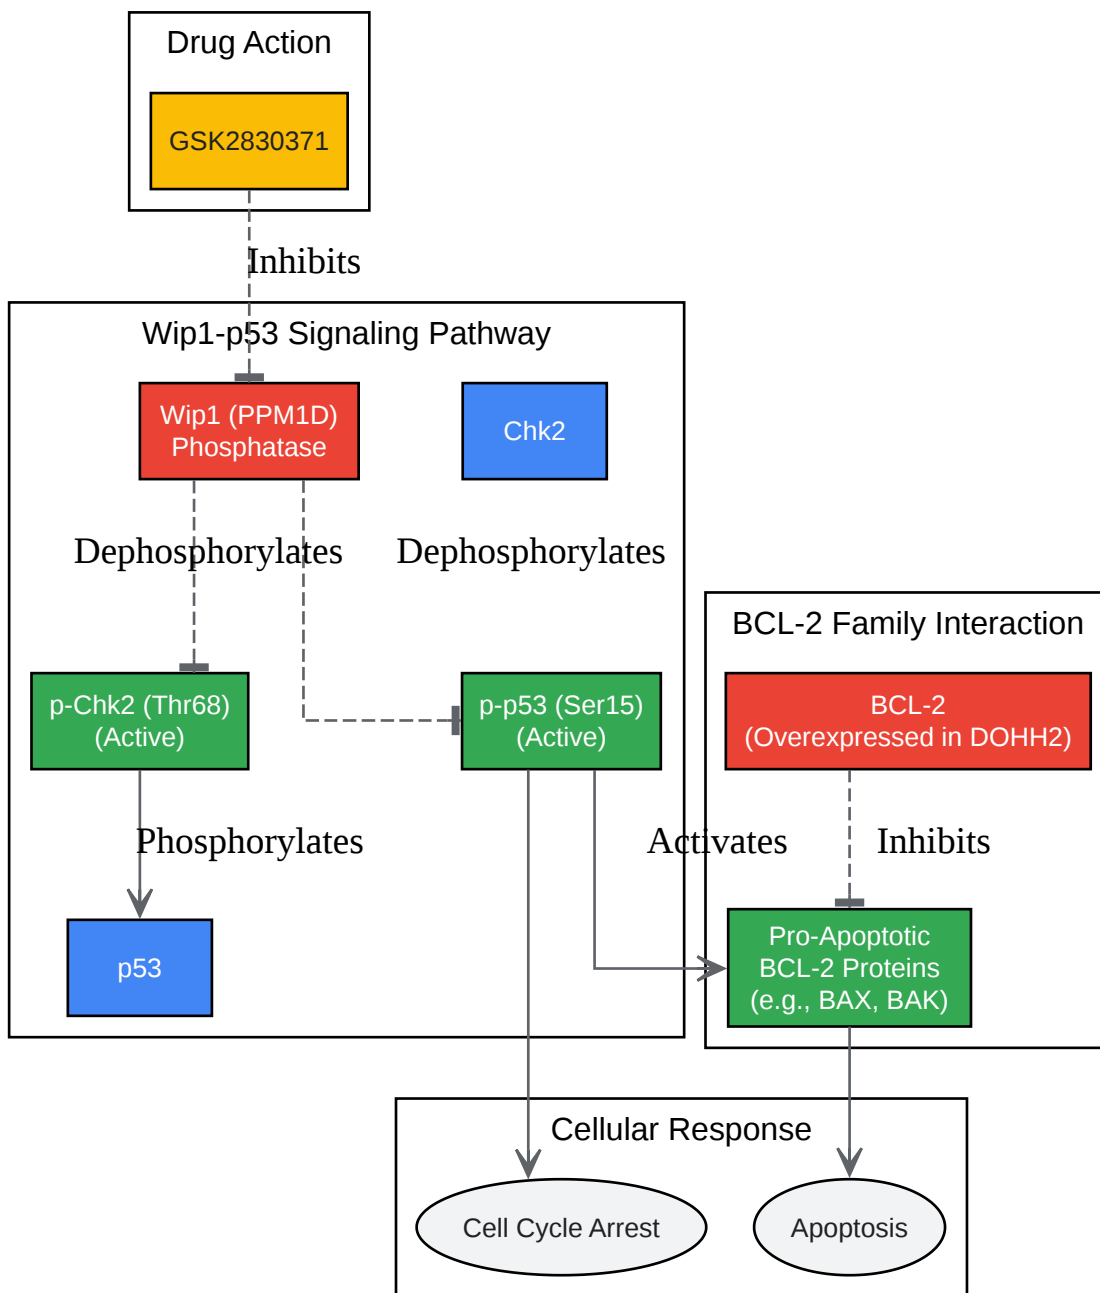 Drug Action
GSK2830371
Inhibits
Wip1-p53 Signaling Pathway
Wip1 (PPM1D)
Phosphatase
Chk2
Dephosphorylates
Dephosphorylates
BCL-2 Family Interaction
p-Chk2 (Thr68)
(Active)
p-p53 (Ser15)
(Active)
BCL-2
(Overexpressed in DOHH2)
Phosphorylates
Activates
Inhibits
p53
Pro-Apoptotic
BCL-2 Proteins
(e.g., BAX, BAK)
Cellular Response
Cell Cycle Arrest
Apoptosis